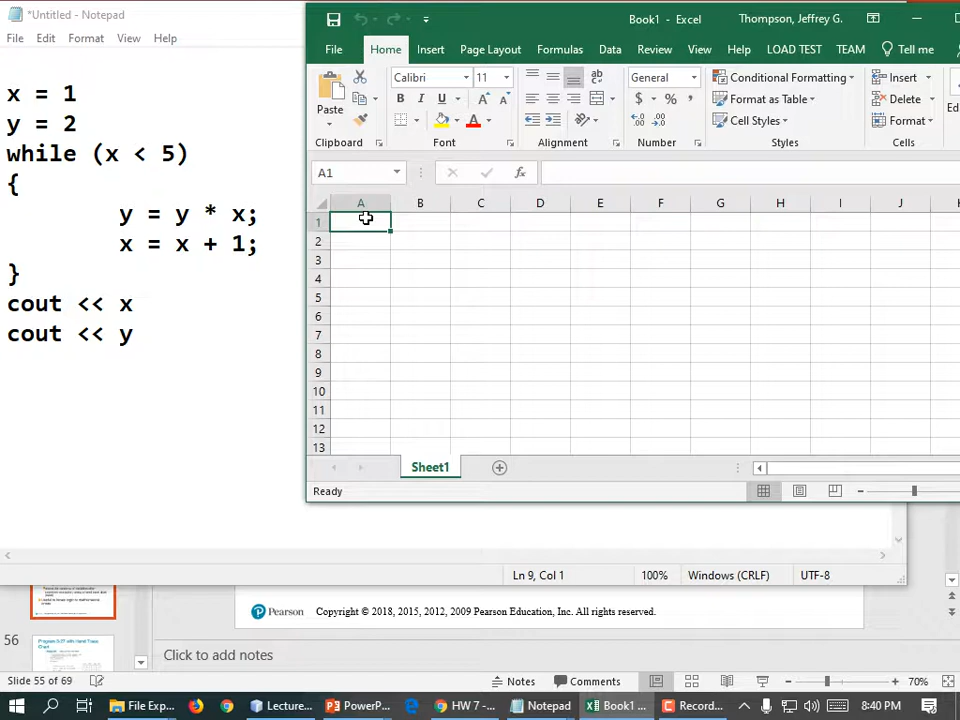 *Untitled - Notepad
File Edit Format View Help
x = 1
y = 2
while (x < 5)
{
y = y * x;
x = x + 1;
}
cout << x
cout << y
Book1 - Excel
Thompson, Jeffrey G.
File Home Insert Page Layout Formulas Data Review View Help LOAD TEST TEAM Tell me
Paste
Calibri 11
B I U A A
A
ab
General
$ % ,
Conditional Formatting
Format as Table
Cell Styles
Insert
Delete
Format
Clipboard Font Alignment Number Styles Cells
A1
fx
A B C D E F G H I J
1
2
3
4
5
6
7
8
9
10
11
12
13
Sheet1
Ready
Ln 9, Col 1 100% Windows (CRLF) UTF-8
56
Pearson Copyright © 2018, 2015, 2012, 2009 Pearson Education, Inc. All rights reserved.
Click to add notes
Slide 55 of 69 Notes Comments 70%
File Exp... Lecture... PowerP... HW 7 -... Notepad Book1 ... Record... 8:40 PM